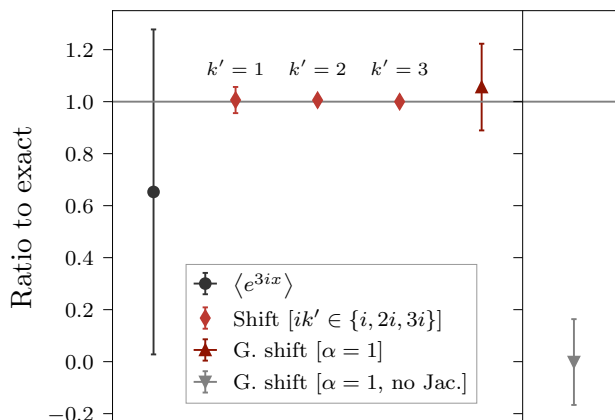 1.2
1.0
0.8
0.6
0.4
0.2
0.0
−0.2
Ratio to exact
k′ = 1 k′ = 2 k′ = 3
⟨e^{3ix}⟩
Shift [ik′ ∈ {i, 2i, 3i}]
G. shift [α = 1]
G. shift [α = 1, no Jac.]